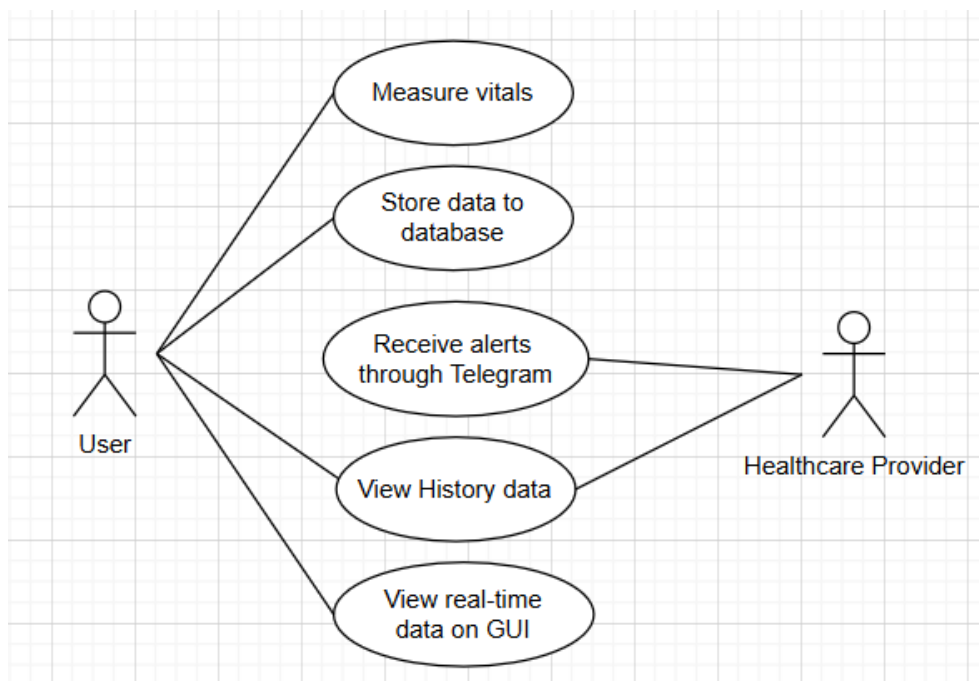 Measure vitals
Store data to
database
Receive alerts
through Telegram
User
View History data
Healthcare Provider
View real-time
data on GUI